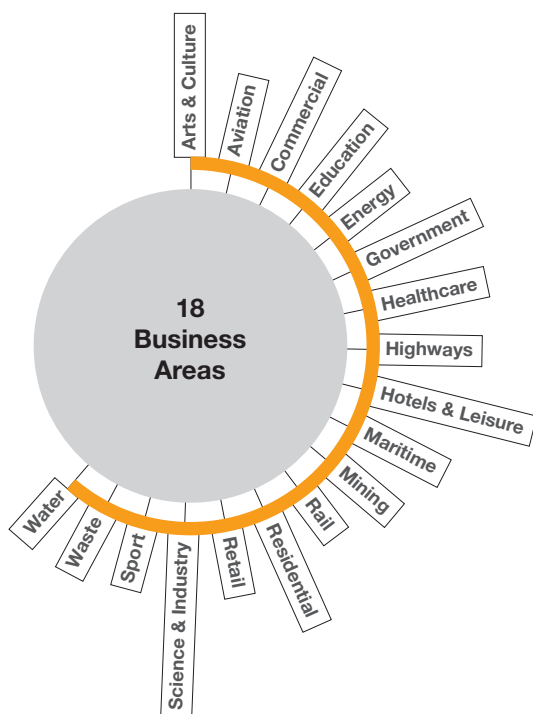 18
Business
Areas
Arts & Culture
Aviation
Commercial
Education
Energy
Government
Healthcare
Highways
Hotels & Leisure
Maritime
Mining
Rail
Residential
Retail
Science & Industry
Sport
Waste
Water